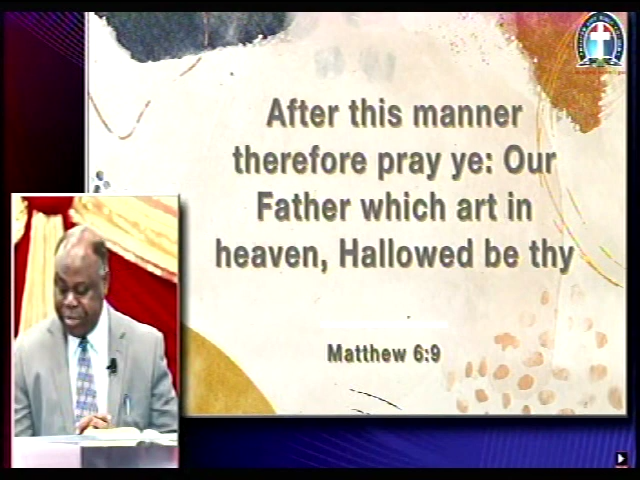 After this manner
therefore pray ye: Our
Father which art in
heaven, Hallowed be thy
Matthew 6:9